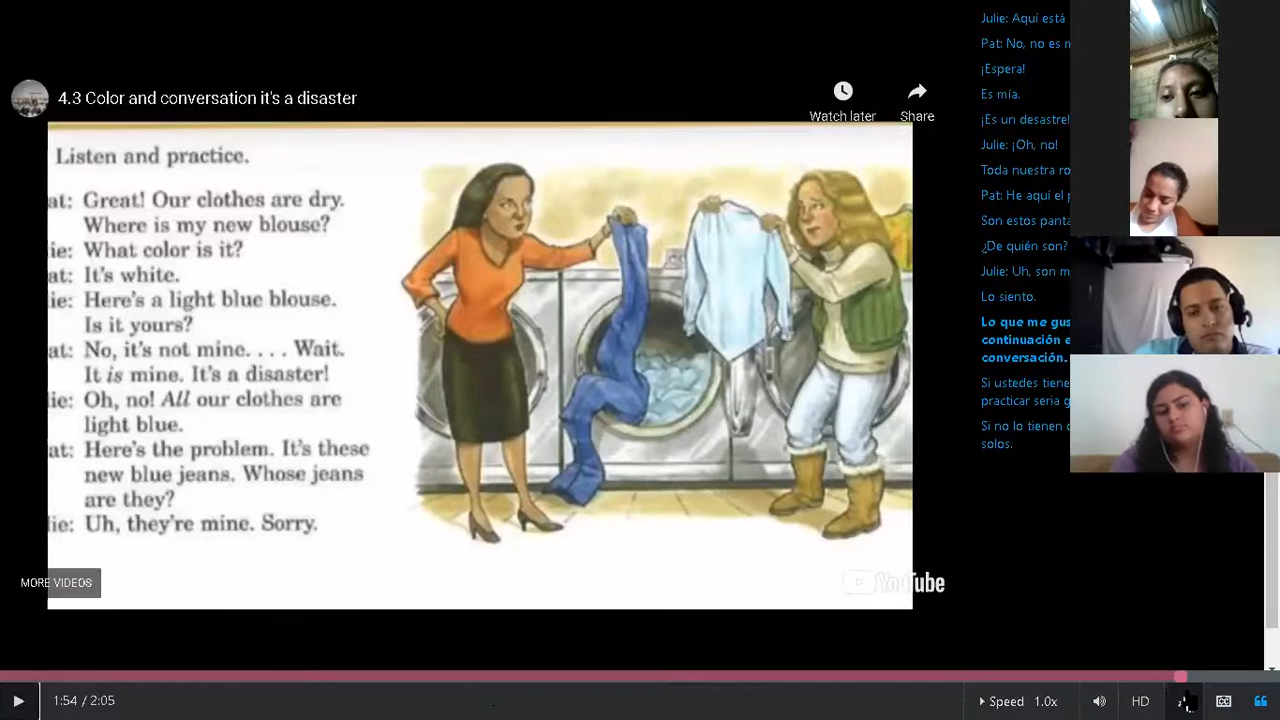 4.3 Color and conversation it's a disaster
Watch later
Share
Listen and practice.
at: Great! Our clothes are dry.
Where is my new blouse?
ie: What color is it?
at: It's white.
ie: Here's a light blue blouse.
Is it yours?
at: No, it's not mine. . . . Wait.
It is mine. It's a disaster!
ie: Oh, no! All our clothes are
light blue.
at: Here's the problem. It's these
new blue jeans. Whose jeans
are they?
ie: Uh, they're mine. Sorry.
MORE VIDEOS
YouTube
1:54 / 2:05
Speed 1.0x
HD
CC
Julie: Aquí está
Pat: No, no es m
¡Espera!
Es mía.
¡Es un desastre!
Julie: ¡Oh, no!
Toda nuestra ro
Pat: He aquí el p
Son estos panta
¿De quién son?
Julie: Uh, son m
Lo siento.
Lo que me gus
continuación e
conversación.
Si ustedes tiene
practicar seria g
Si no lo tienen c
solos.